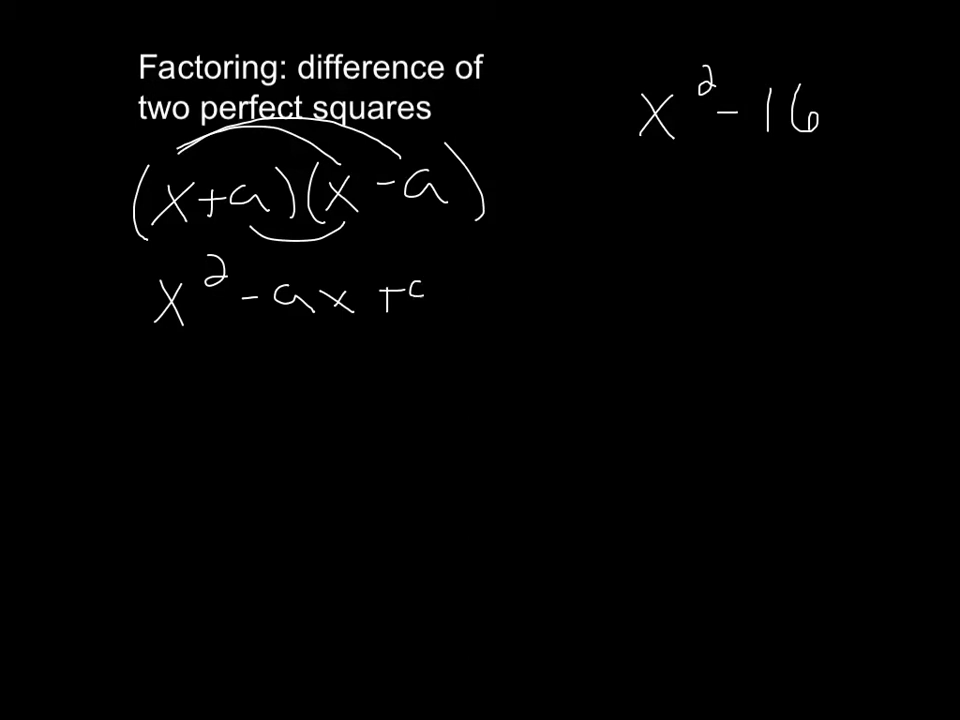 Factoring: difference of
two perfect squares
x² - 16
(x+a)(x-a)
x² - ax +